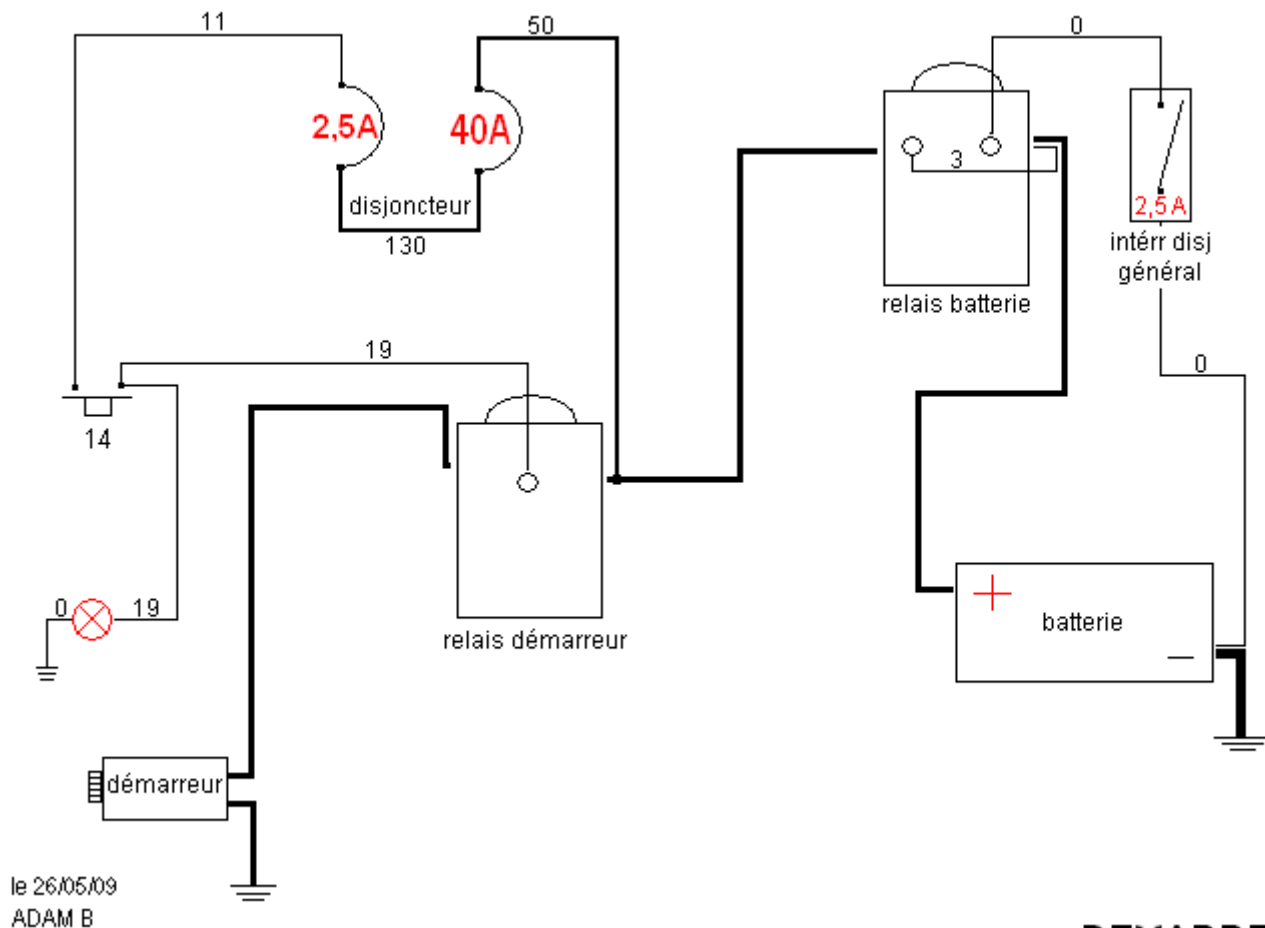 11
50
0
2,5A
40A
3
disjoncteur
130
2,5A
intérr disj
général
relais batterie
19
0
14
batterie
0
19
relais démarreur
démarreur
le 26/05/09
ADAM B